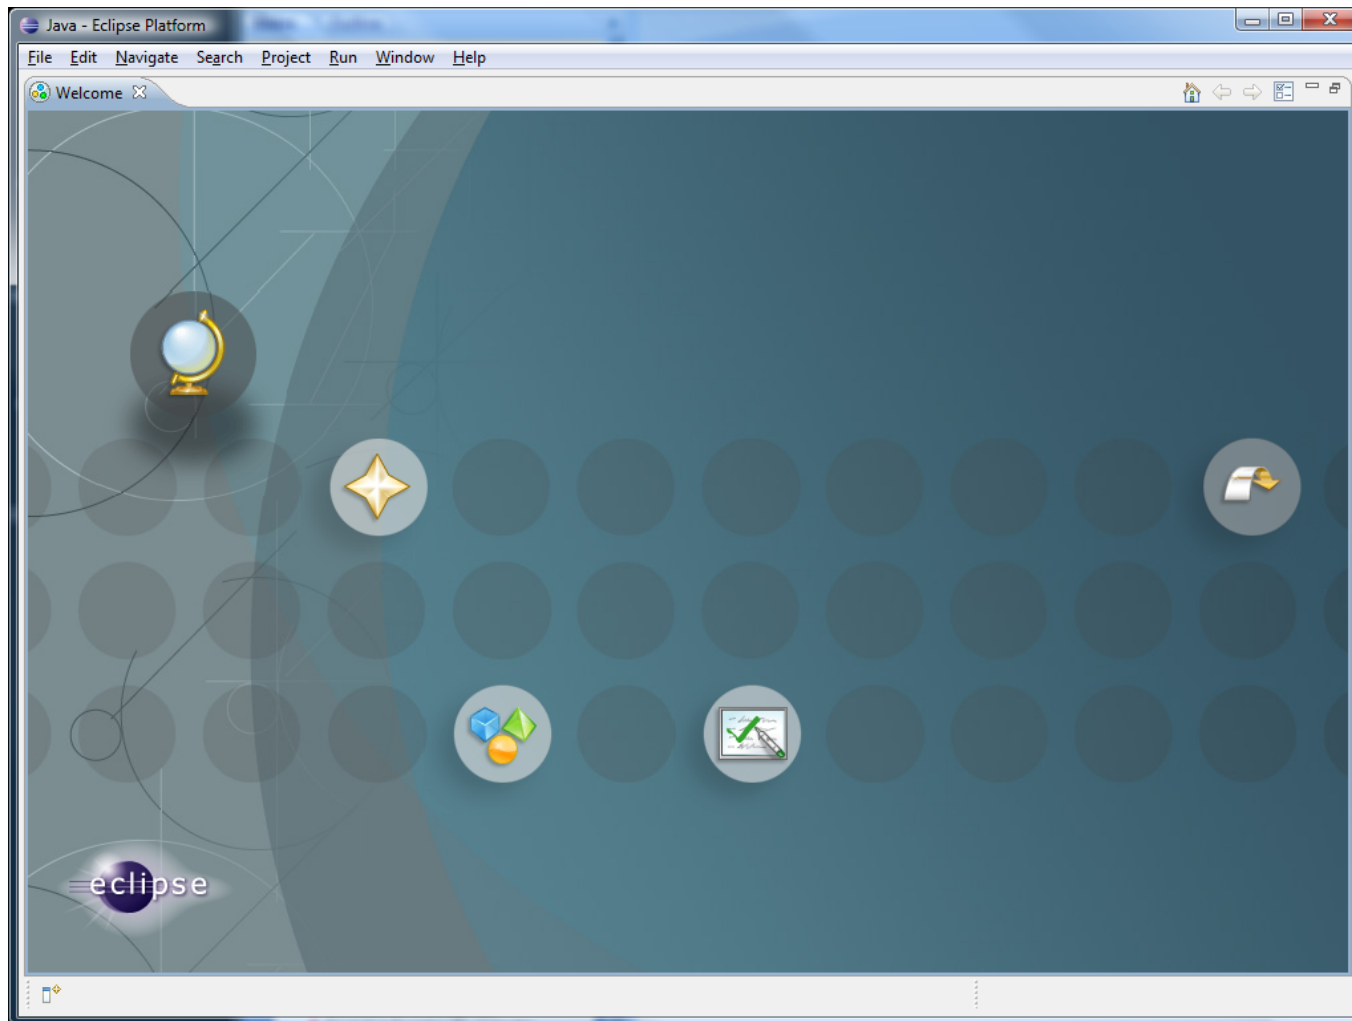 Java - Eclipse Platform
File Edit Navigate Search Project Run Window Help
Welcome
eclipse